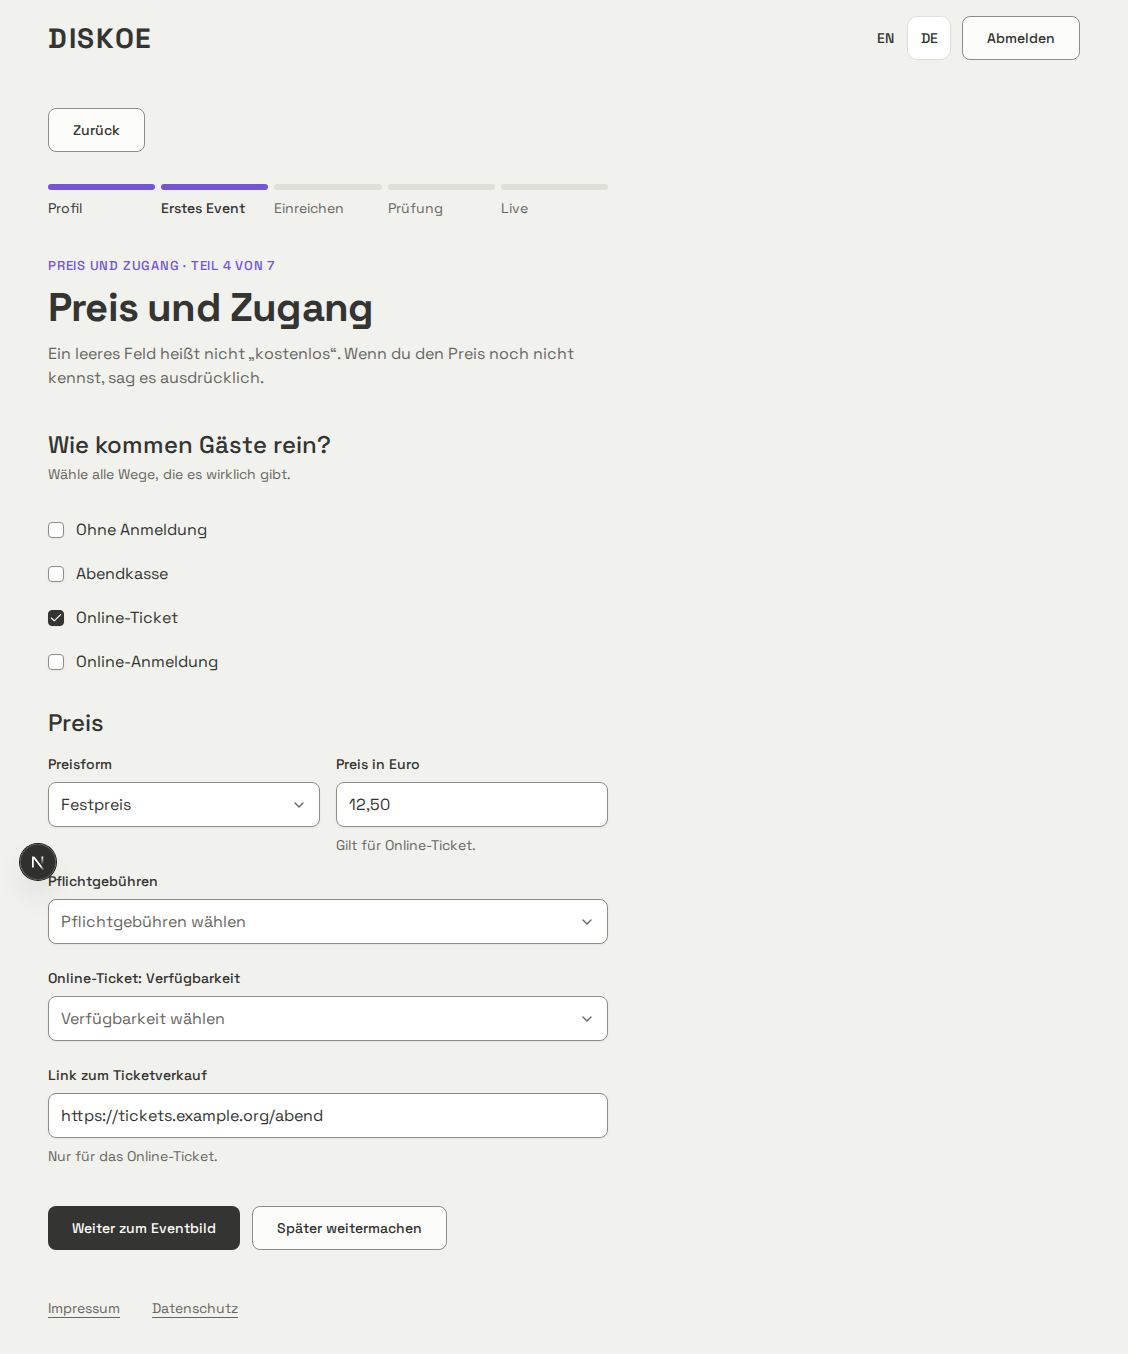 DISKOE
EN DE Abmelden
Zurück
Profil Erstes Event Einreichen Prüfung Live
PREIS UND ZUGANG · TEIL 4 VON 7
Preis und Zugang
Ein leeres Feld heißt nicht „kostenlos“. Wenn du den Preis noch nicht
kennst, sag es ausdrücklich.
Wie kommen Gäste rein?
Wähle alle Wege, die es wirklich gibt.
Ohne Anmeldung
Abendkasse
Online-Ticket
Online-Anmeldung
Preis
Preisform Preis in Euro
Festpreis 12,50
Gilt für Online-Ticket.
N
Pflichtgebühren
Pflichtgebühren wählen
Online-Ticket: Verfügbarkeit
Verfügbarkeit wählen
Link zum Ticketverkauf
https://tickets.example.org/abend
Nur für das Online-Ticket.
Weiter zum Eventbild Später weitermachen
Impressum Datenschutz